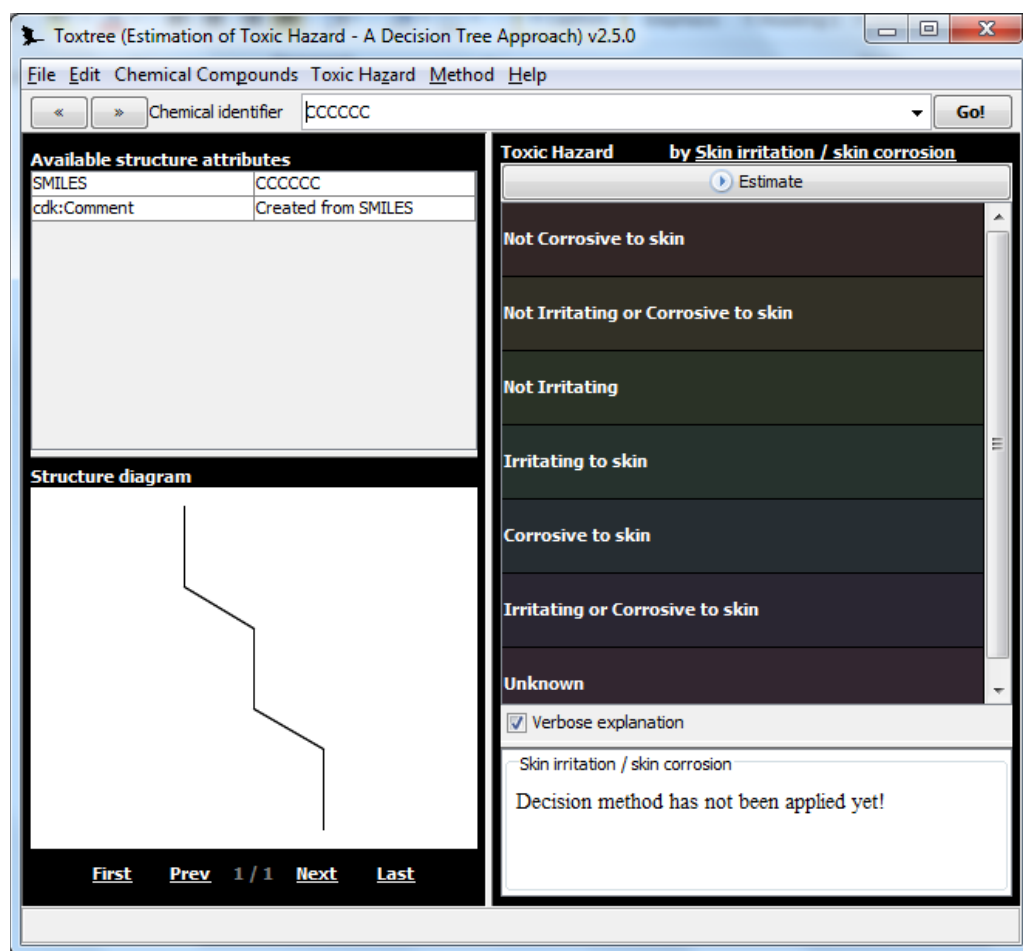 Toxtree (Estimation of Toxic Hazard - A Decision Tree Approach) v2.5.0
File Edit Chemical Compounds Toxic Hazard Method Help
« » Chemical identifier CCCCCC Go!
Available structure attributes
SMILES CCCCCC
cdk:Comment Created from SMILES
Structure diagram
First Prev 1 / 1 Next Last
Toxic Hazard by Skin irritation / skin corrosion
Estimate
Not Corrosive to skin
Not Irritating or Corrosive to skin
Not Irritating
Irritating to skin
Corrosive to skin
Irritating or Corrosive to skin
Unknown
Verbose explanation
Skin irritation / skin corrosion
Decision method has not been applied yet!